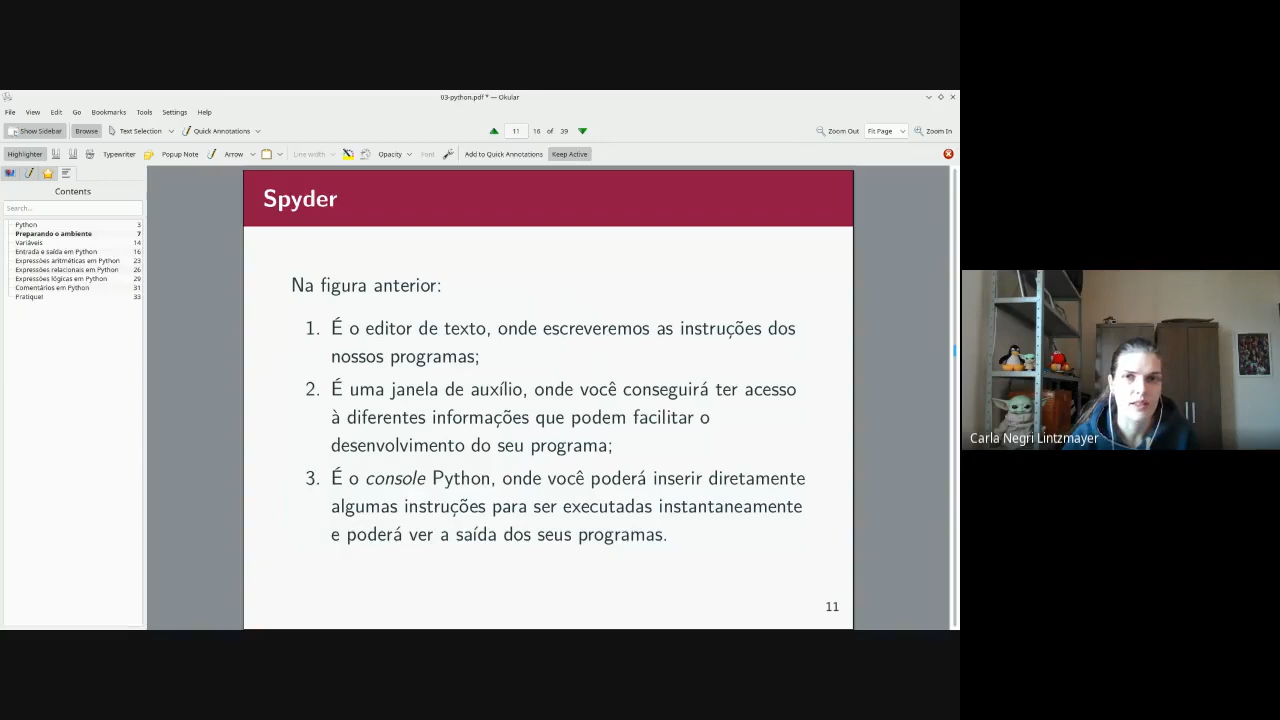 03-python.pdf * — Okular
File View Edit Go Bookmarks Tools Settings Help
Show Sidebar Browse Text Selection Quick Annotations 11 16 of 39 Zoom Out Fit Page Zoom In
Highlighter Typewriter Popup Note Arrow Line width Opacity Font Add to Quick Annotations Keep Active
Contents
Search...
Python 3
Preparando o ambiente 7
Variáveis 14
Entrada e saída em Python 16
Expressões aritméticas em Python 23
Expressões relacionais em Python 26
Expressões lógicas em Python 29
Comentários em Python 31
Pratique! 33
Spyder
Na figura anterior:
1. É o editor de texto, onde escreveremos as instruções dos
nossos programas;
2. É uma janela de auxílio, onde você conseguirá ter acesso
à diferentes informações que podem facilitar o
desenvolvimento do seu programa;
3. É o console Python, onde você poderá inserir diretamente
algumas instruções para ser executadas instantaneamente
e poderá ver a saída dos seus programas.
11
Carla Negri Lintzmayer